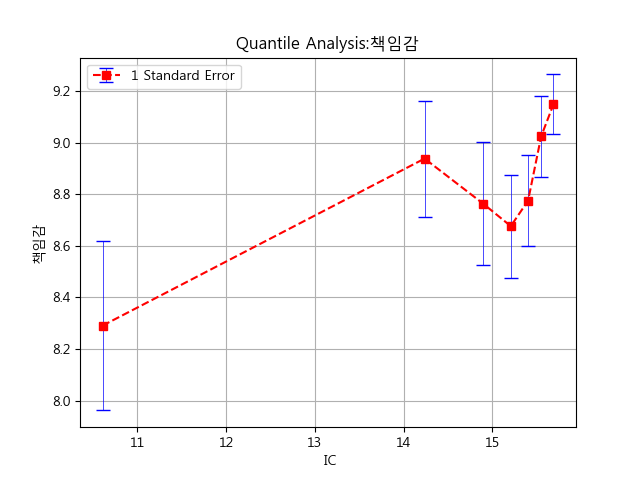 Quantile Analysis:책임감
1 Standard Error
9.2
9.0
8.8
8.6
8.4
8.2
8.0
책임감
11 12 13 14 15
IC